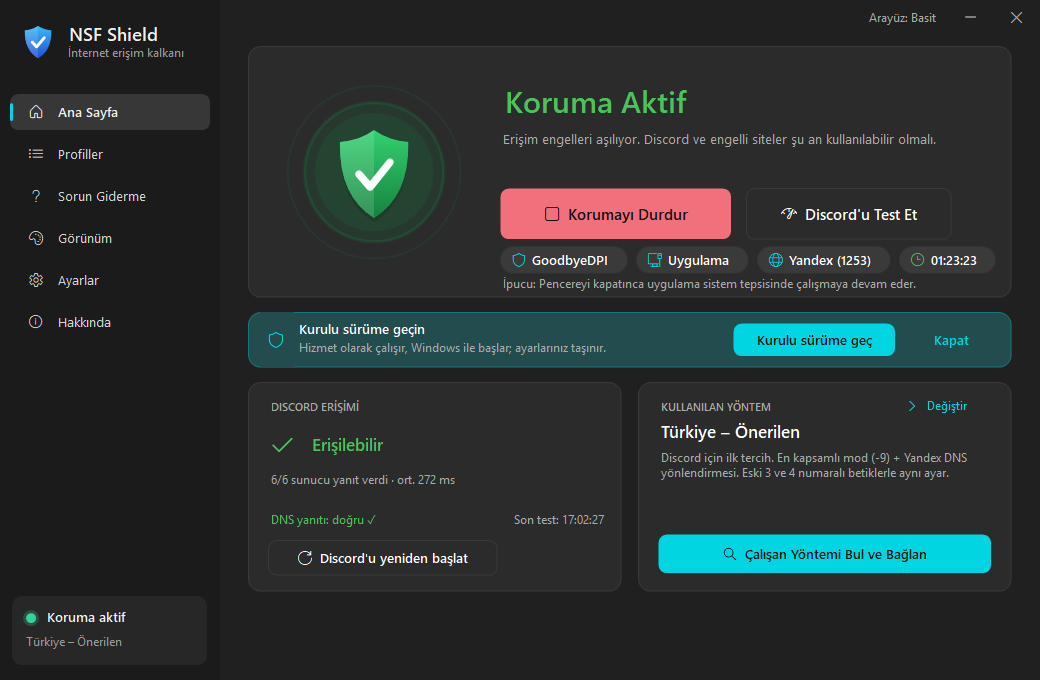 NSF Shield
İnternet erişim kalkanı
Arayüz: Basit
Ana Sayfa
Profiller
Sorun Giderme
Görünüm
Ayarlar
Hakkında
Koruma Aktif
Erişim engelleri aşılıyor. Discord ve engelli siteler şu an kullanılabilir olmalı.
Korumayı Durdur
Discord'u Test Et
GoodbyeDPI
Uygulama
Yandex (1253)
01:23:23
İpucu: Pencereyi kapatınca uygulama sistem tepsisinde çalışmaya devam eder.
Kurulu sürüme geçin
Hizmet olarak çalışır, Windows ile başlar; ayarlarınız taşınır.
Kurulu sürüme geç
Kapat
DISCORD ERİŞİMİ
Erişilebilir
6/6 sunucu yanıt verdi · ort. 272 ms
DNS yanıtı: doğru ✓
Son test: 17:02:27
Discord'u yeniden başlat
KULLANILAN YÖNTEM
Değiştir
Türkiye – Önerilen
Discord için ilk tercih. En kapsamlı mod (-9) + Yandex DNS
yönlendirmesi. Eski 3 ve 4 numaralı betiklerle aynı ayar.
Çalışan Yöntemi Bul ve Bağlan
Koruma aktif
Türkiye – Önerilen